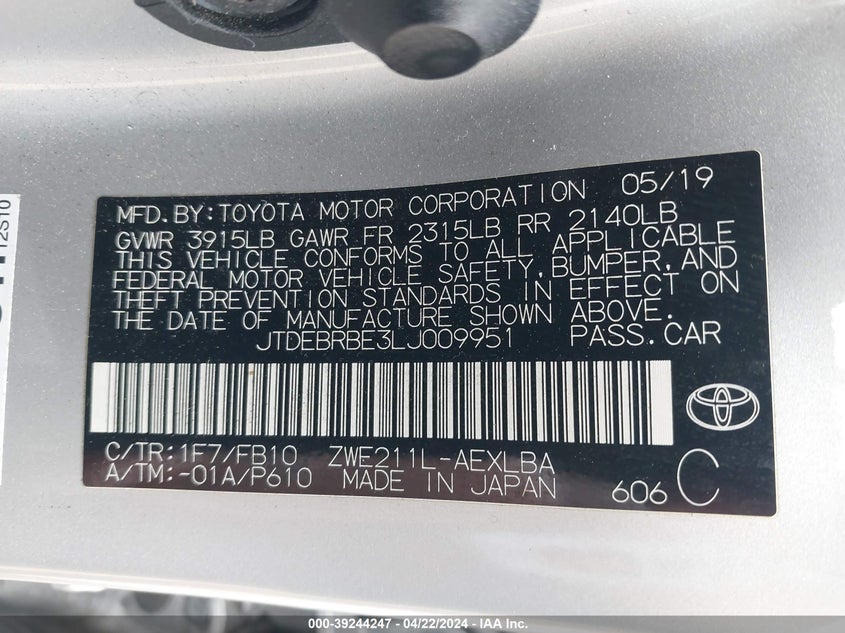 MFD. BY: TOYOTA MOTOR CORPORATION 05/19
GVWR 3915LB GAWR FR 2315LB RR 2140LB
THIS VEHICLE CONFORMS TO ALL APPLICABLE
FEDERAL MOTOR VEHICLE SAFETY, BUMPER, AND
THEFT PREVENTION STANDARDS IN EFFECT ON
THE DATE OF MANUFACTURE SHOWN ABOVE.
JTDEBRBE3LJ009951 PASS. CAR
C/TR: 1F7/FB10 ZWE211L-AEXLBA
A/TM: -01A/P610 MADE IN JAPAN 606 C
12S10
000-39244247 - 04/22/2024 - IAA Inc.